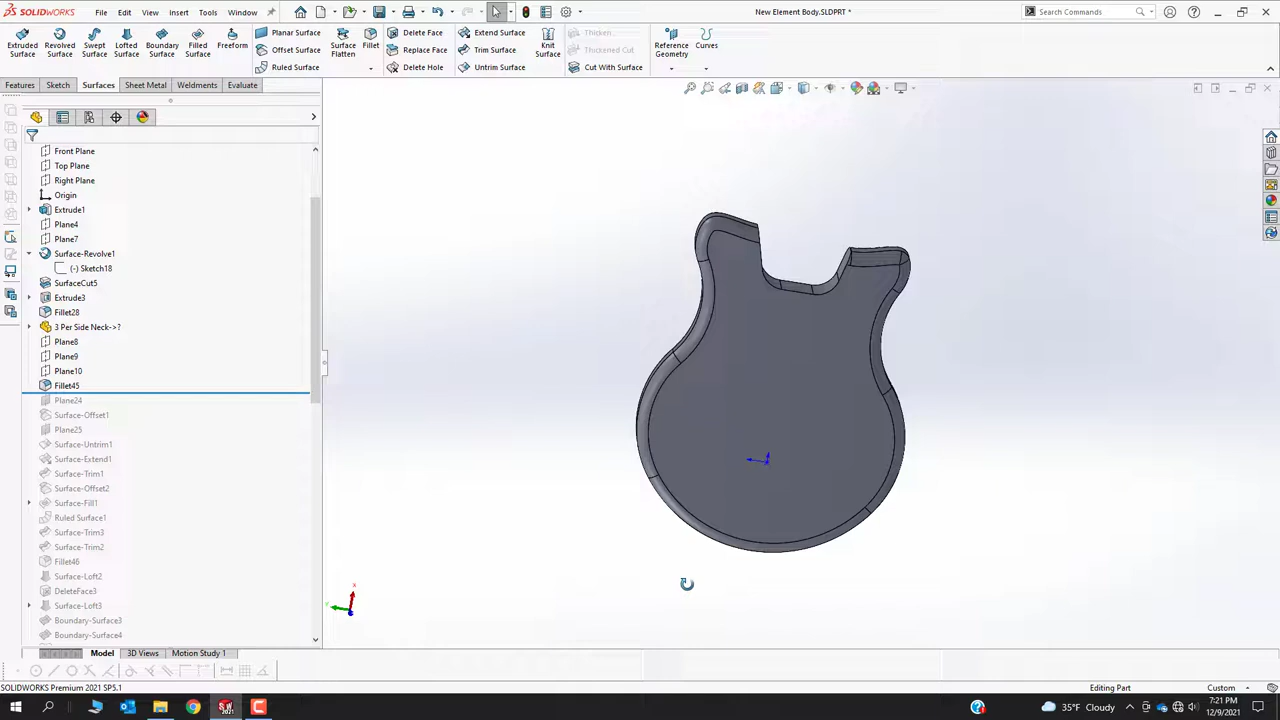 SOLIDWORKS File Edit View Insert Tools Window New Element Body.SLDPRT * Search Commands
Extruded Surface Revolved Surface Swept Surface Lofted Surface Boundary Surface Filled Surface Freeform Planar Surface Offset Surface Ruled Surface Surface Flatten Fillet Delete Face Replace Face Delete Hole Extend Surface Trim Surface Untrim Surface Knit Surface Thicken Thickened Cut Cut With Surface Reference Geometry Curves
Features Sketch Surfaces Sheet Metal Weldments Evaluate
Front Plane
Top Plane
Right Plane
Origin
Extrude1
Plane4
Plane7
Surface-Revolve1
(-) Sketch18
SurfaceCut5
Extrude3
Fillet28
3 Per Side Neck->?
Plane8
Plane9
Plane10
Fillet45
Plane24
Surface-Offset1
Plane25
Surface-Untrim1
Surface-Extend1
Surface-Trim1
Surface-Offset2
Surface-Fill1
Ruled Surface1
Surface-Trim3
Surface-Trim2
Fillet46
Surface-Loft2
DeleteFace3
Surface-Loft3
Boundary-Surface3
Boundary-Surface4
Model 3D Views Motion Study 1
SOLIDWORKS Premium 2021 SP5.1 Editing Part Custom
35°F Cloudy 7:21 PM
12/9/2021